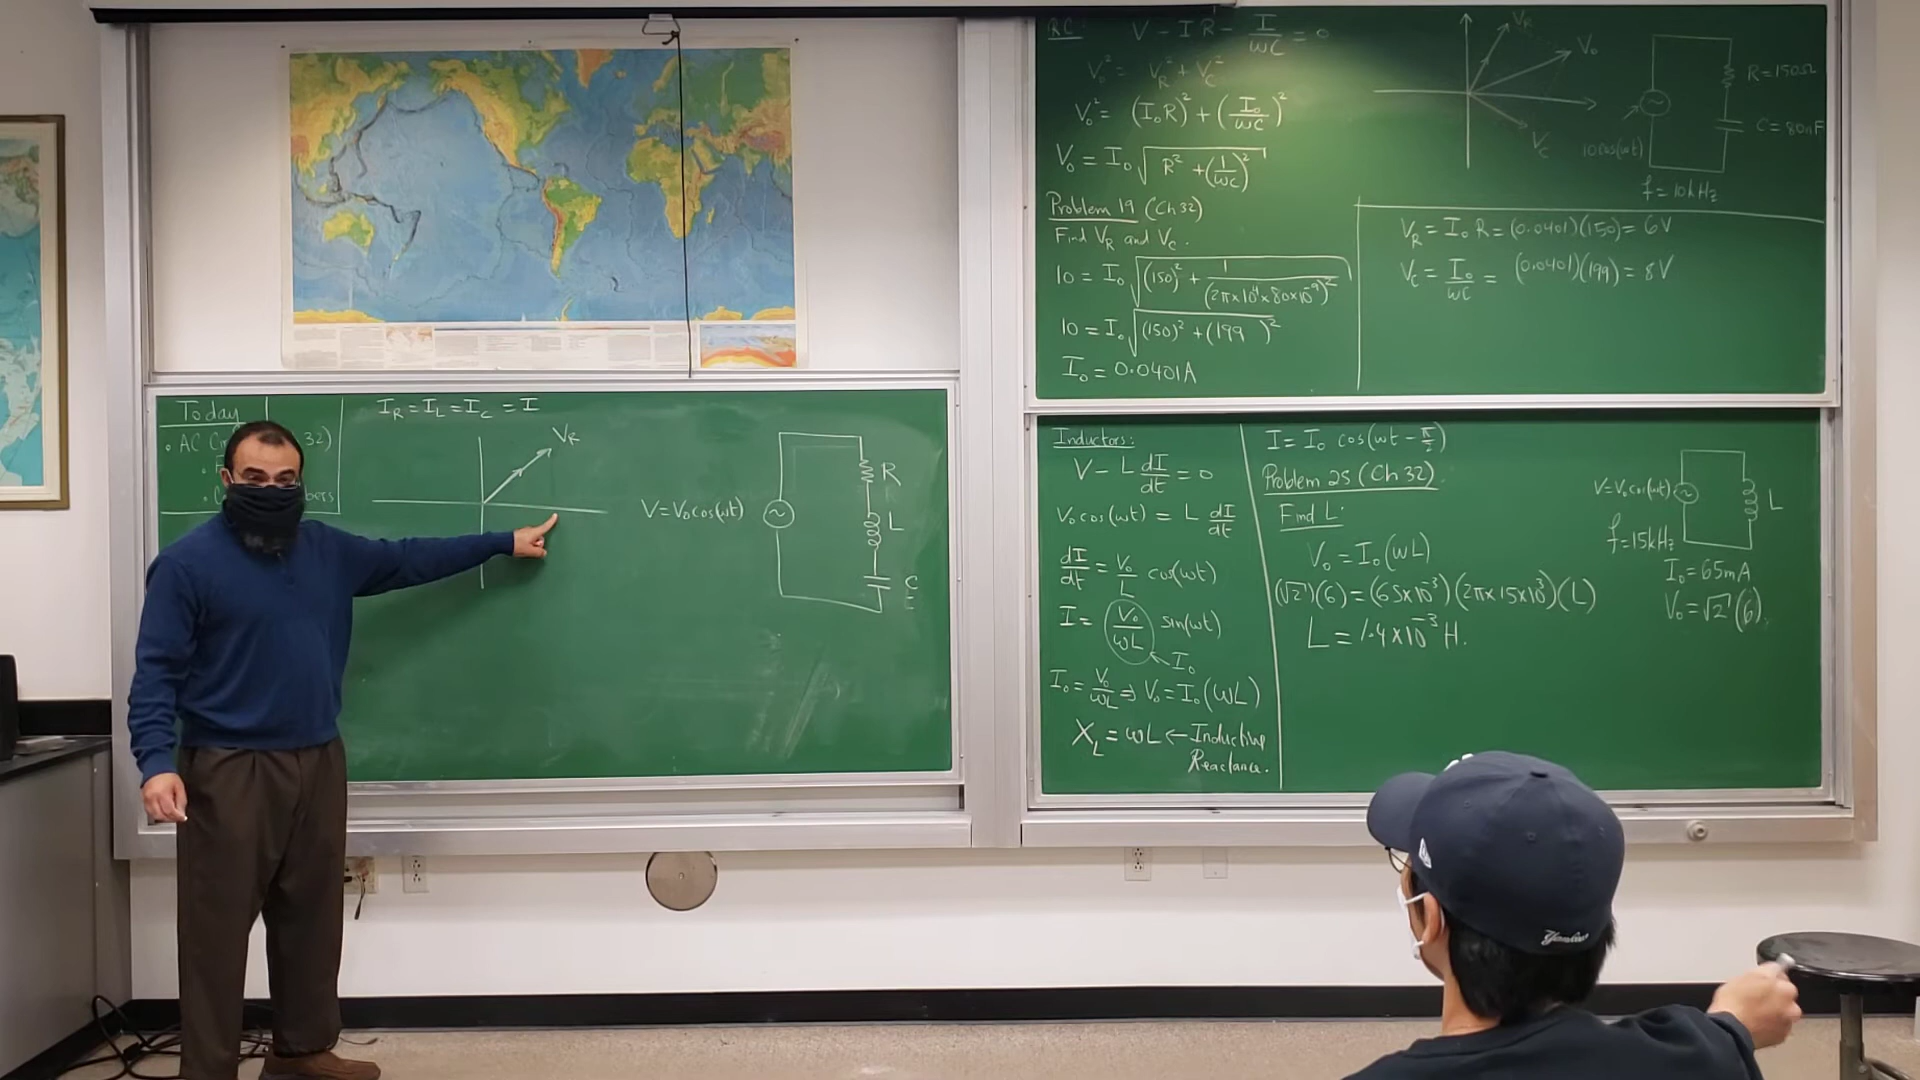 Today
• AC Cir 32)
bers
I_R = I_L = I_C = I
V_R
V = V₀cos(ωt)
R
L
C
RC:
V - IR - I/ωC = 0
V₀² = V_R² + V_C²
V₀² = (I₀R)² + (I₀/ωC)²
V₀ = I₀√(R² + (1/ωC)²)
Problem 19 (Ch 32)
Find V_R and V_C.
10 = I₀√((150)² + 1/(2π×10⁴×80×10⁻⁹)²)
10 = I₀√((150)² + (199)²)
I₀ = 0.0401A
V_R
V₀
V_C
R = 150Ω
C = 80nF
10cos(ωt)
f = 10kHz
V_R = I₀R = (0.0401)(150) = 6V
V_C = I₀/ωC = (0.0401)(199) = 8V
Inductors:
V - L dI/dt = 0
V₀cos(ωt) = L dI/dt
dI/dt = V₀/L cos(ωt)
I = (V₀/ωL) sin(ωt)
I₀
I₀ = V₀/ωL ⇒ V₀ = I₀(ωL)
X_L = ωL ← Inductive
Reactance.
I = I₀ cos(ωt - π/2)
Problem 25 (Ch 32)
Find L:
V₀ = I₀(ωL)
(√2)(6) = (65×10⁻³)(2π×15×10³)(L)
L = 1.4×10⁻³ H.
V = V₀cos(ωt)
L
f = 15kHz
I₀ = 65mA
V₀ = √2 (6)
Yankees